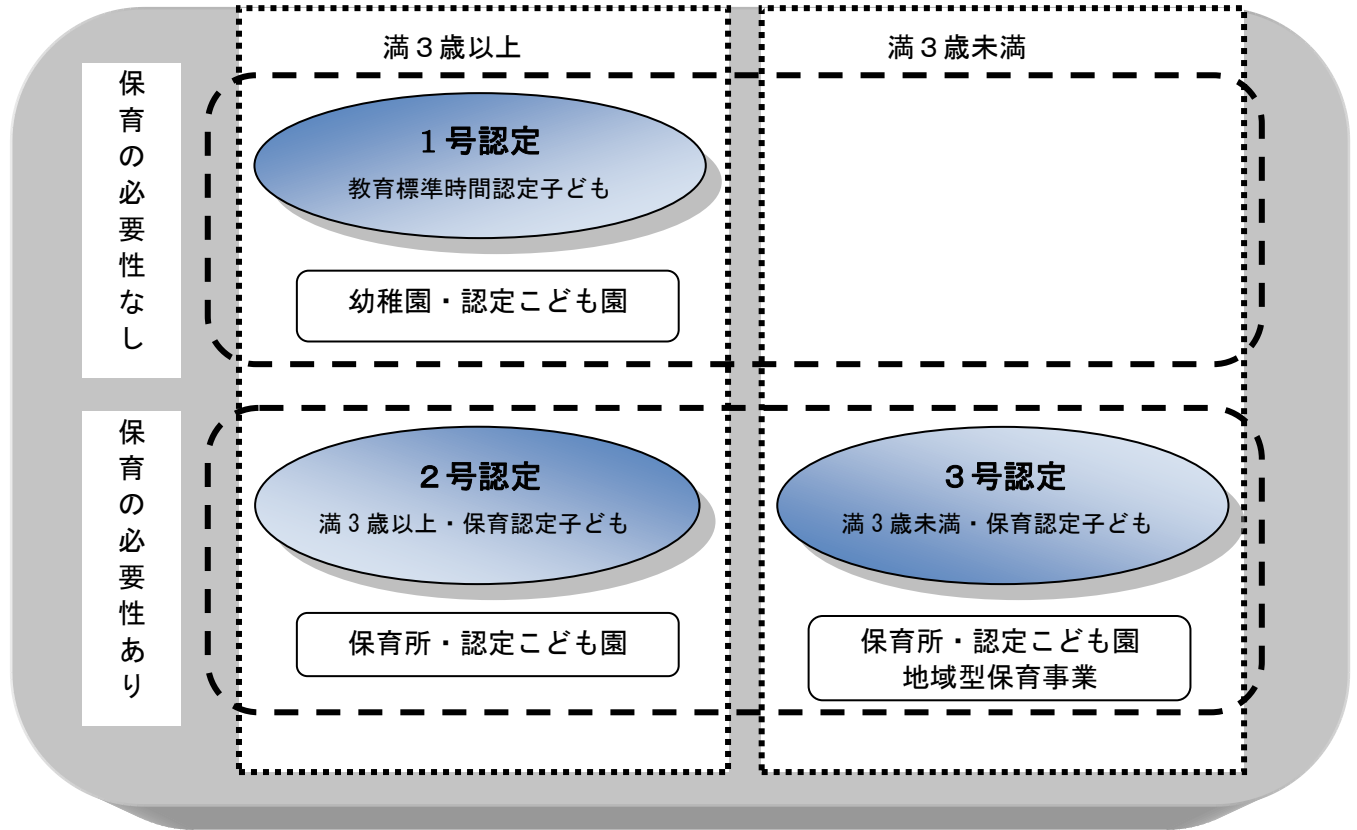 満３歳以上
満３歳未満
保育の必要性なし
１号認定
教育標準時間認定子ども
幼稚園・認定こども園
保育の必要性あり
２号認定
満３歳以上・保育認定子ども
保育所・認定こども園
３号認定
満３歳未満・保育認定子ども
保育所・認定こども園
地域型保育事業